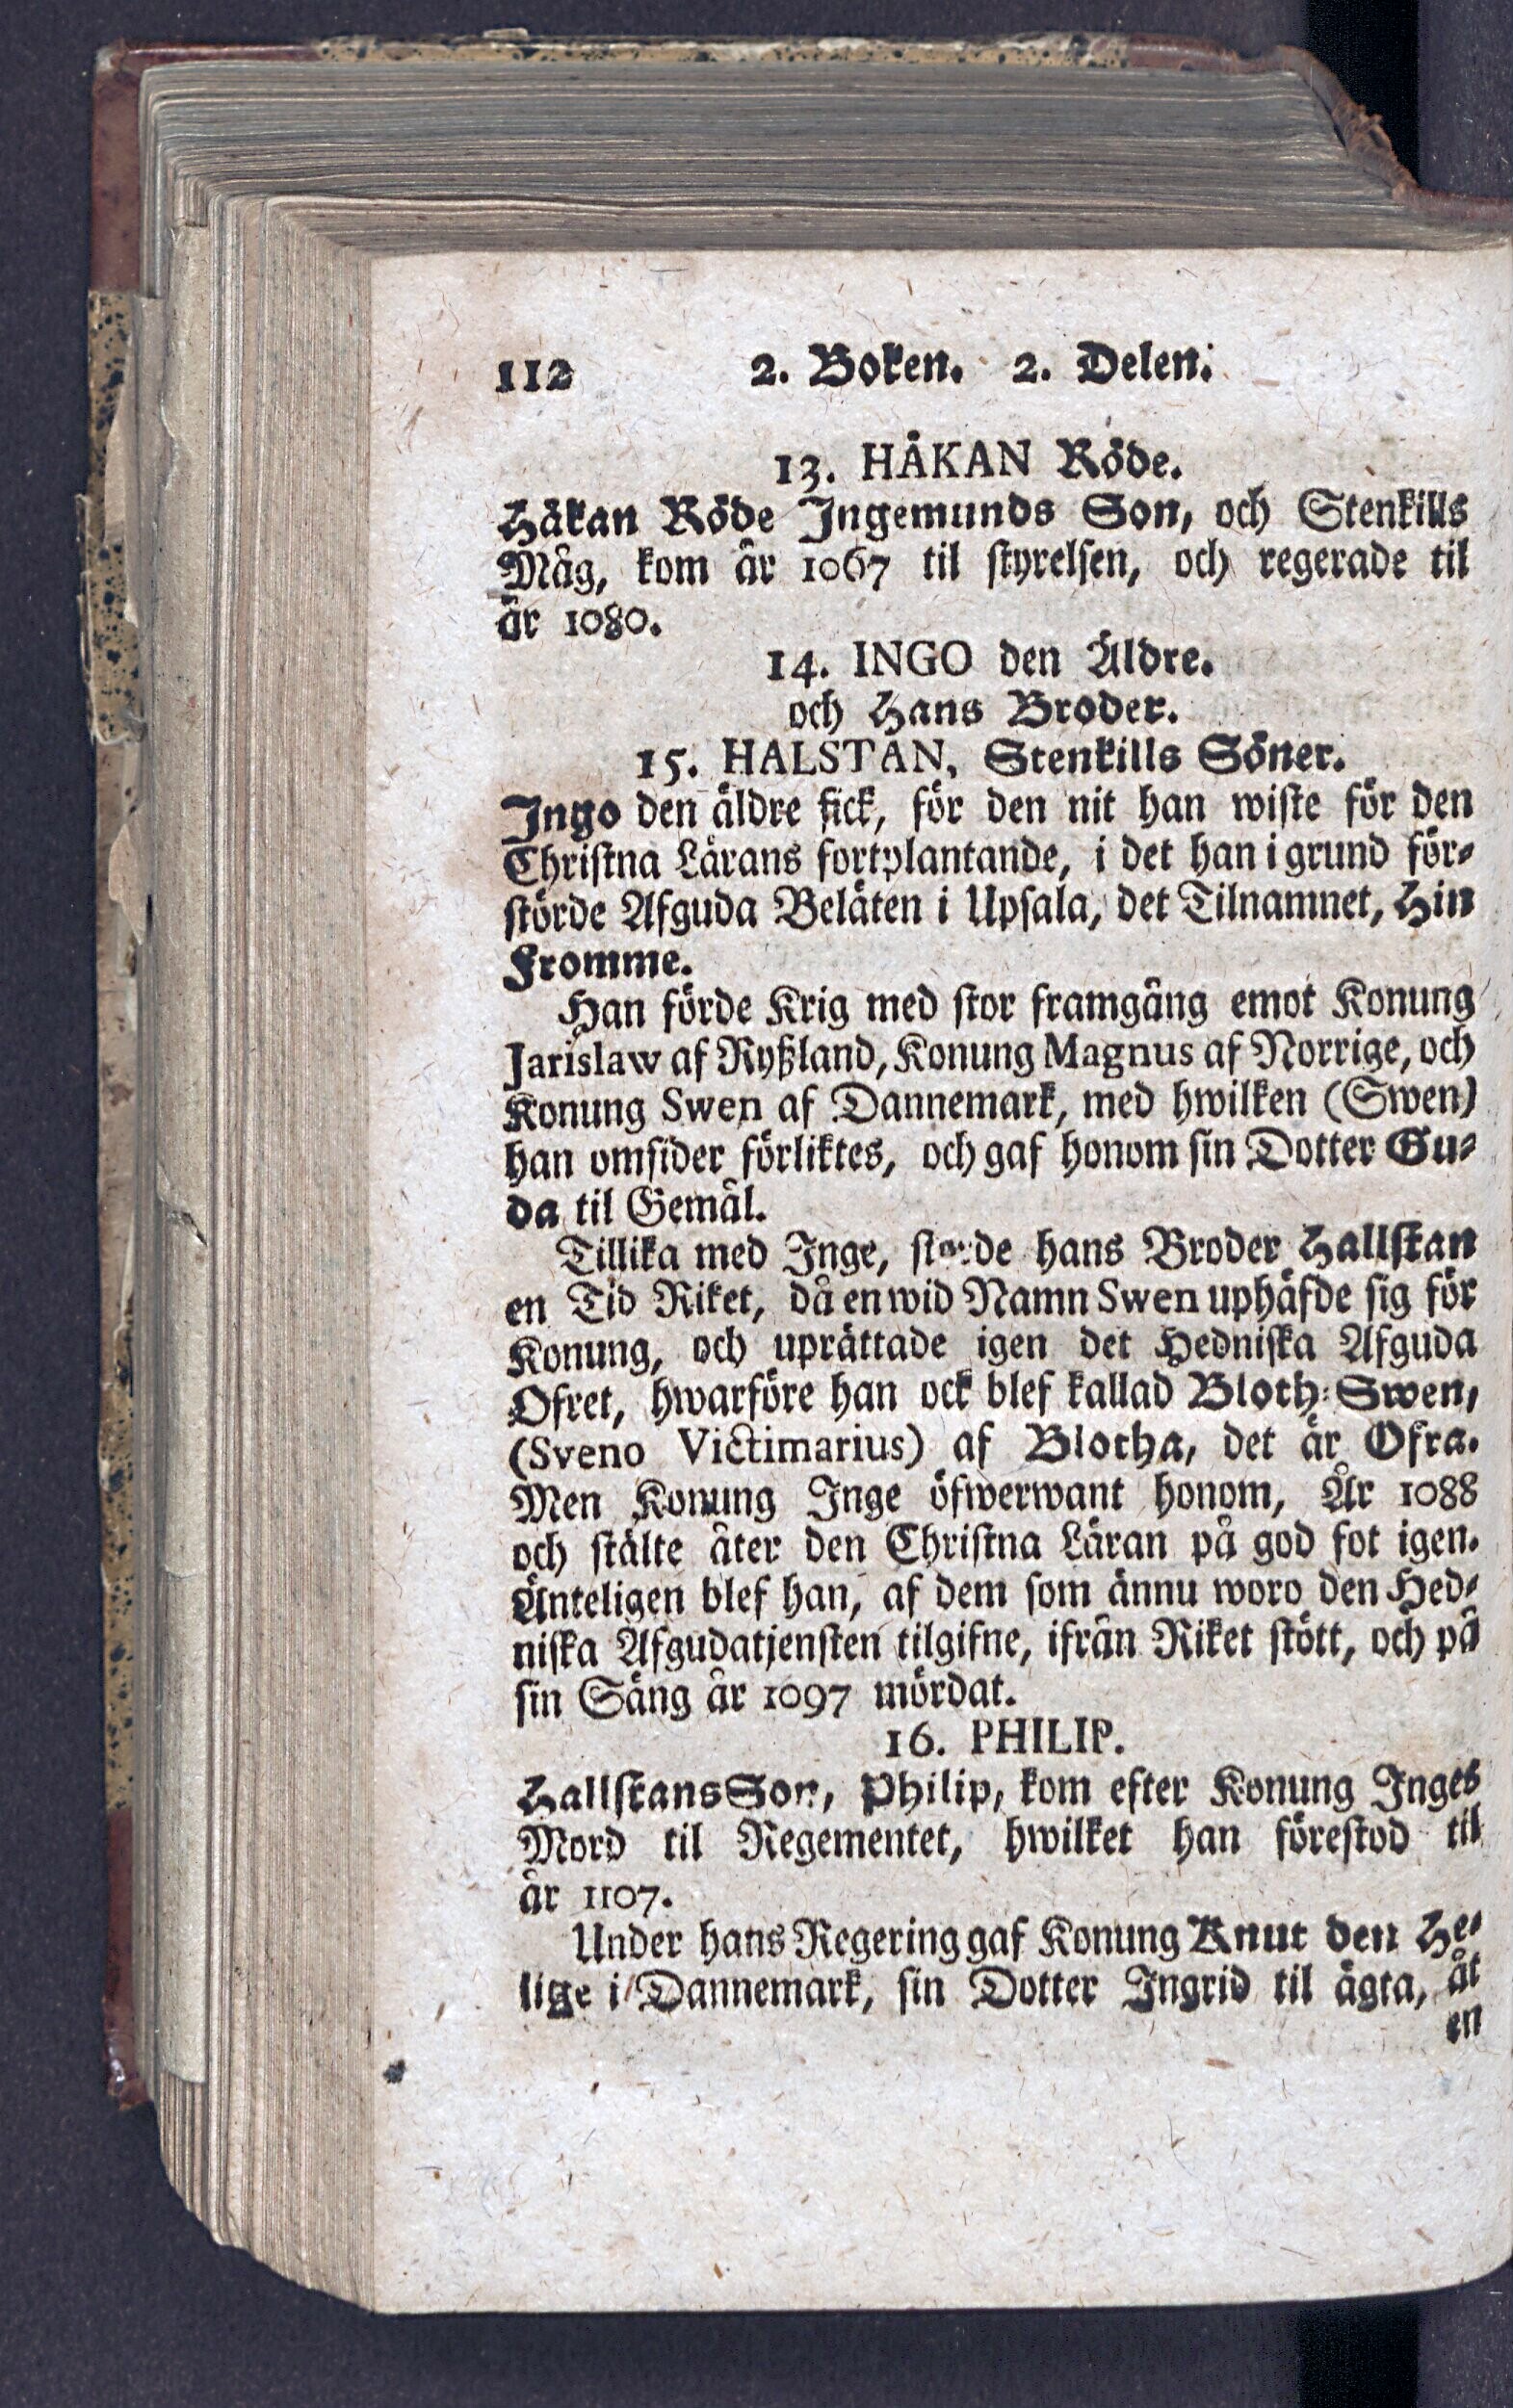 112 2. Boken. 2. Delen.
13. HÅKAN Röde.
Håkan Röde Ingemunds Son, och Stenkills
Måg, kom år 1067 til styrelsen, och regerade til
år 1080.
14. INGO den Äldre.
och Hans Broder.
15. HALSTAN, Stenkills Söner.
Ingo den äldre fick, för den nit han wiste för den
Christna Lärans fortplantande, i det han i grund för-
störde Afguda Beläten i Upsala, det Tilnamnet, Hin
Fromme.
Han förde Krig med stor framgång emot Konung
Jarislaw af Ryßland, Konung Magnus af Norrige, och
Konung Swen af Dannemark, med hwilken (Swen)
han omsider förliktes, och gaf honom sin Dotter Gu-
da til Gemål.
Tillika med Inge, hans Broder Hallstan
en Tid Riket, då en wid Namn Swen uphäfde sig för
Konung, och uprättade igen det Hedniska Afguda
Ofret, hwarföre han ock blef kallad Bloth-Swen,
(Sveno Victimarius) af Blotha, det är Ofra.
Men Konung Inge öfwerwant honom, År 1088
och stälte åter den Christna Läran på god fot igen.
Änteligen blef han, af dem som ännu woro den Hed-
niska Afgudatjensten tilgifne, ifrån Riket stött, och på
sin Säng år 1097 mördat.
16. PHILIP.
Hallstans Son, Philip, kom efter Konung Inges
Mord til Regementet, hwilket han förestod til
år 1107.
Under hans Regering gaf Konung Knut den He-
lige i Dannemark, sin Dotter Ingrid til ägta, åt
en